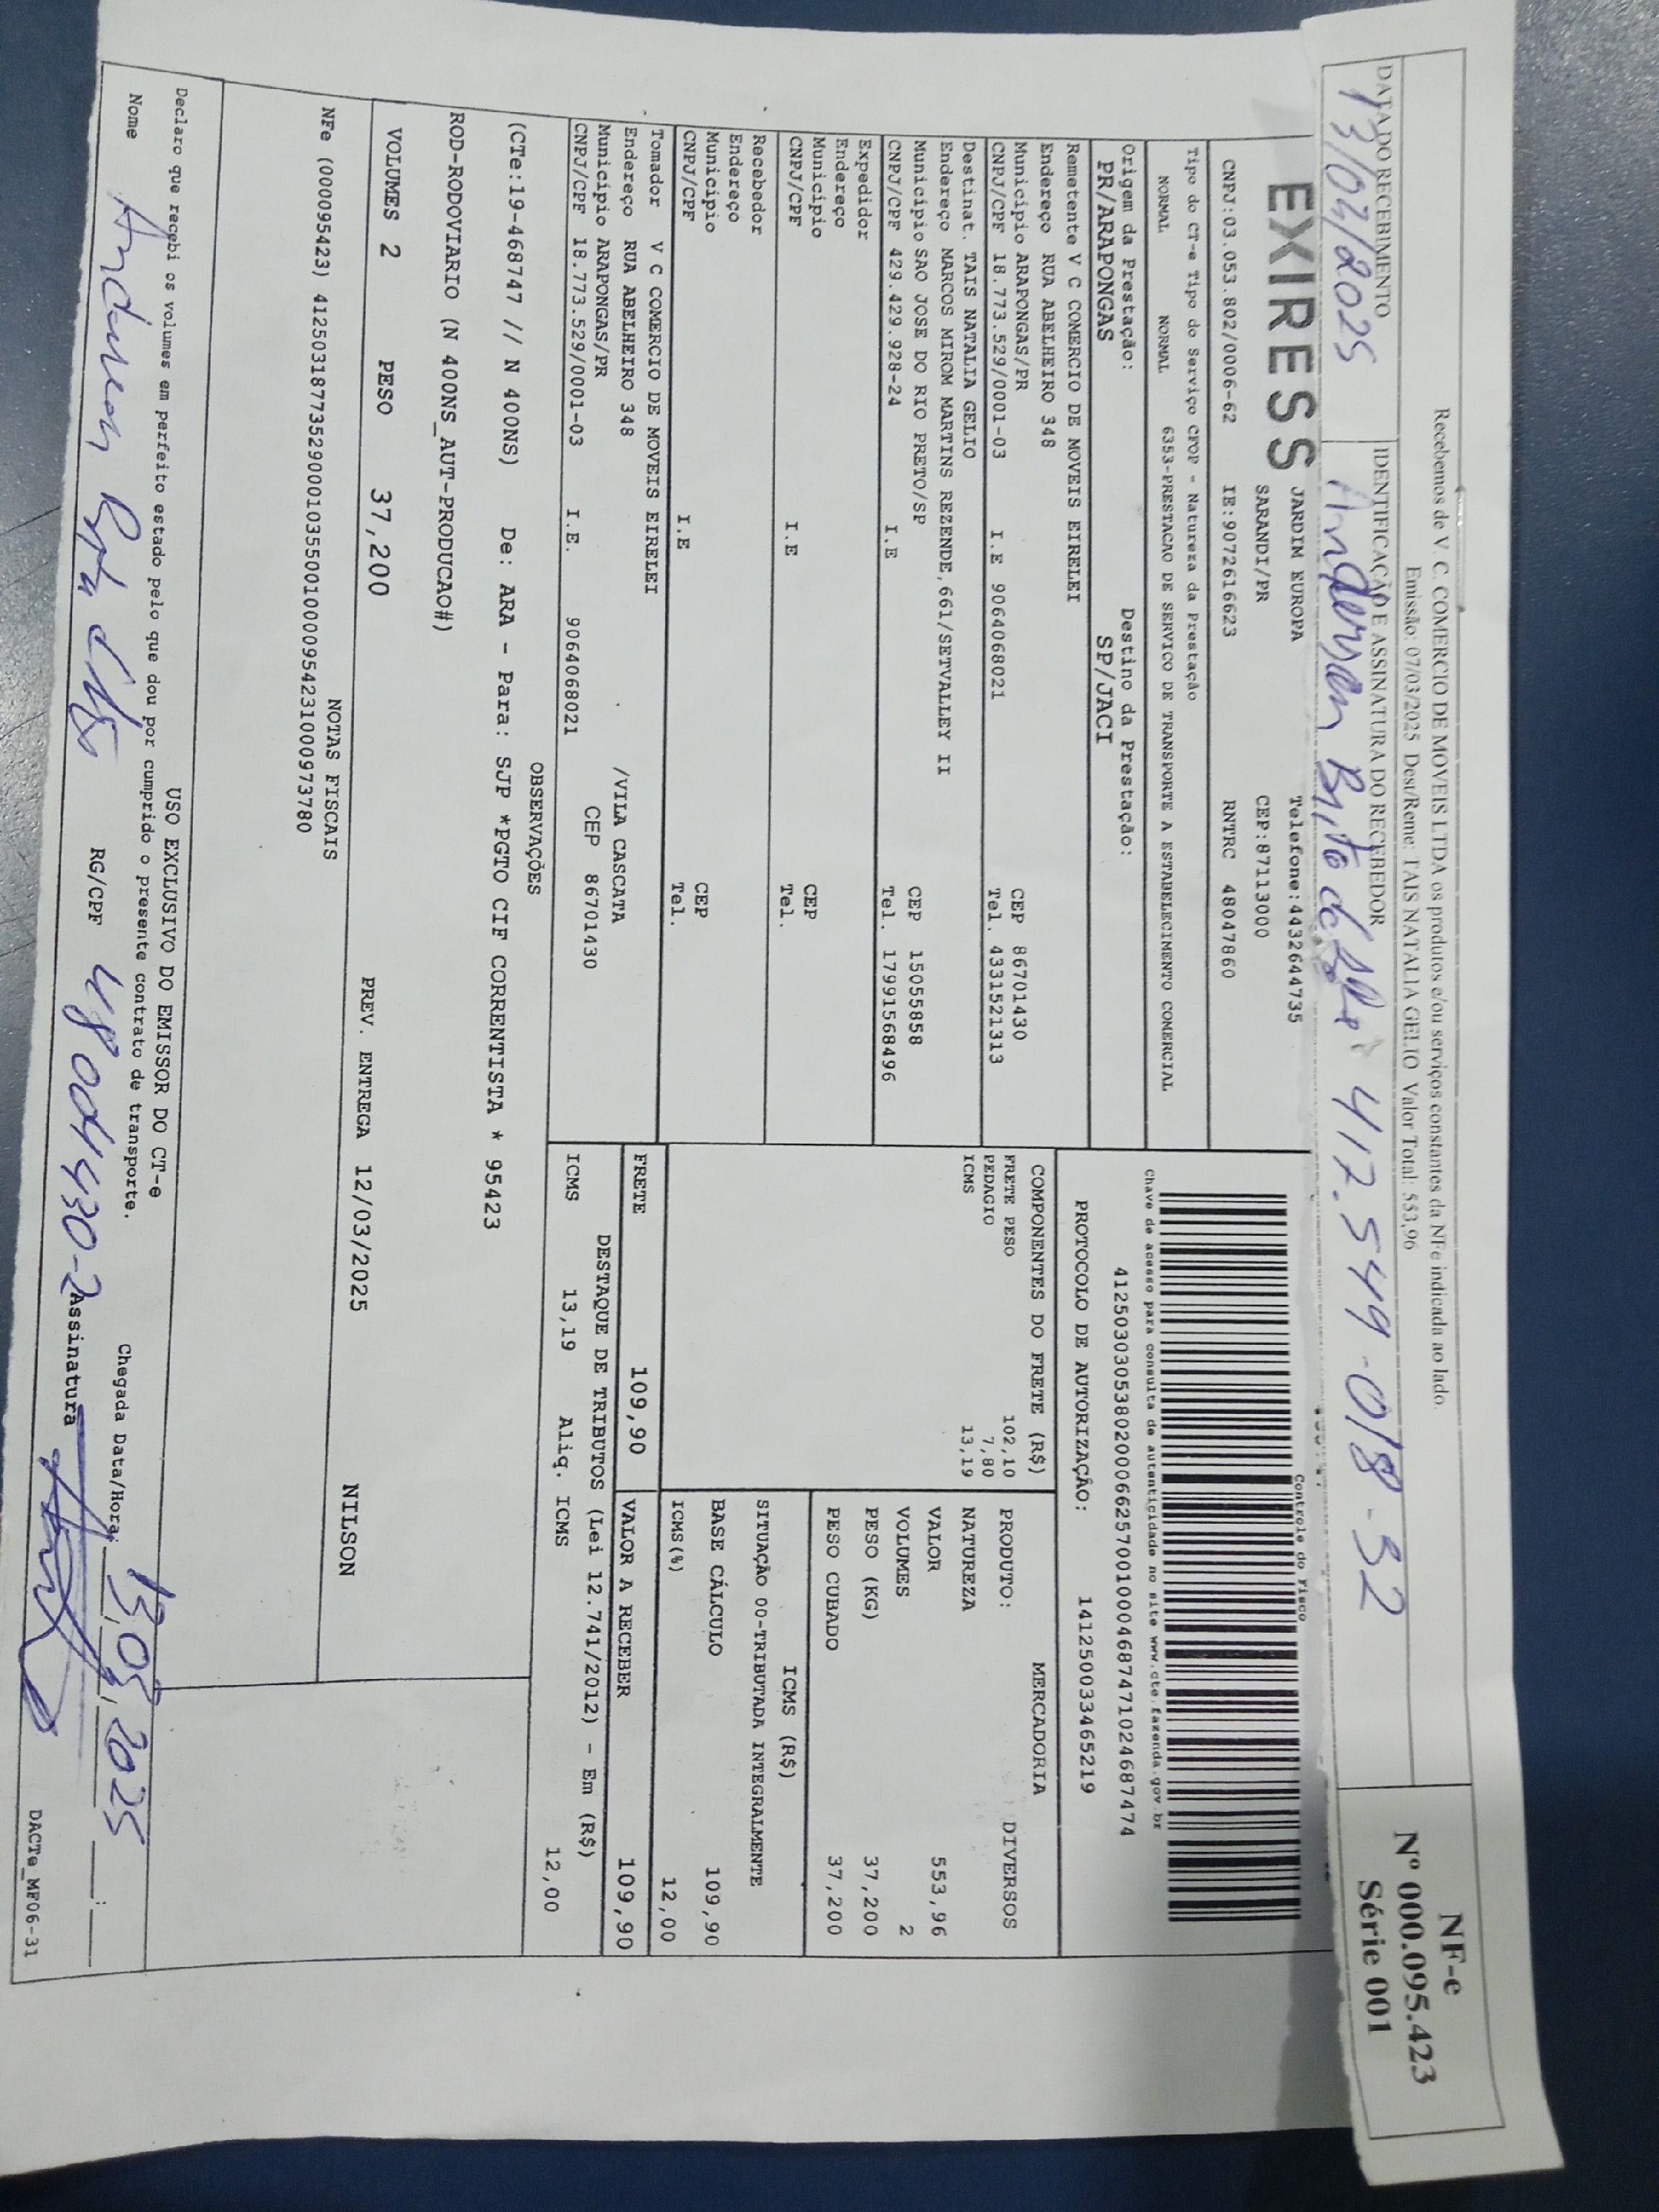 Recebemos de V. C. COMERCIO DE MOVEIS LTDA os produtos e/ou serviços constantes da NFe indicada ao lado.
Emissão: 07/03/2025 Dest/Reme: TAIS NATALIA GELIO Valor Total: 553,96
NF-e
Nº 000.095.423
Série 001
DATA DO RECEBIMENTO
13/03/2025
IDENTIFICAÇÃO E ASSINATURA DO RECEBEDOR
Anderson Brito de 417.549-018-32
EXIRESS
JARDIM EUROPA Telefone:4432644735
SARANDI/PR CEP:87113000
CNPJ:03.053.802/0006-62 IE:9072616623 RNTRC 48047860
Controle do Fisco
Tipo do CT-e Tipo do Serviço CFOP - Natureza da Prestação
NORMAL NORMAL 6353-PRESTACAO DE SERVICO DE TRANSPORTE A ESTABELECIMENTO COMERCIAL
Chave de acesso para consulta de autenticidade no site www.cte.fazenda.gov.br
41250303053802000662570010004687471024687474
PROTOCOLO DE AUTORIZAÇÃO: 141250033465219
Origem da Prestação: Destino da Prestação:
PR/ARAPONGAS SP/JACI
Remetente V C COMERCIO DE MOVEIS EIRELEI
Endereço RUA ABELHEIRO 348
Município ARAPONGAS/PR CEP 86701430
CNPJ/CPF 18.773.529/0001-03 I.E 9064068021 Tel. 4331521313
Destinat. TAIS NATALIA GELIO
Endereço MARCOS MIROM MARTINS REZENDE,661/SETVALLEY II
Município SAO JOSE DO RIO PRETO/SP CEP 15055858
CNPJ/CPF 429.429.928-24 I.E Tel. 17991568496
Expedidor
Endereço
Município CEP
CNPJ/CPF I.E Tel.
Recebedor
Endereço
Município CEP
CNPJ/CPF I.E Tel.
Tomador V C COMERCIO DE MOVEIS EIRELEI
Endereço RUA ABELHEIRO 348 /VILA CASCATA
Município ARAPONGAS/PR CEP 86701430
CNPJ/CPF 18.773.529/0001-03 I.E. 9064068021
COMPONENTES DO FRETE (R$)
FRETE PESO 102,10
PEDAGIO 7,80
ICMS 13,19
MERCADORIA
PRODUTO: DIVERSOS
NATUREZA
VALOR 553,96
VOLUMES 2
PESO (KG) 37,200
PESO CUBADO 37,200
ICMS (R$)
SITUAÇÃO 00-TRIBUTADA INTEGRALMENTE
BASE CÁLCULO 109,90
ICMS(%) 12,00
FRETE 109,90 VALOR A RECEBER 109,90
DESTAQUE DE TRIBUTOS (Lei 12.741/2012) - Em (R$)
ICMS 13,19 Aliq. ICMS 12,00
OBSERVAÇÕES
(CTe:19-468747 // N 400NS) De: ARA - Para: SJP *PGTO CIF CORRENTISTA * 95423
ROD-RODOVIARIO (N 400NS_AUT-PRODUCAO#)
VOLUMES 2 PESO 37,200 PREV. ENTREGA 12/03/2025 NILSON
NOTAS FISCAIS
NFe (000095423) 41250318773529000103550010000954231000973780
USO EXCLUSIVO DO EMISSOR DO CT-e
Declaro que recebi os volumes em perfeito estado pelo que dou por cumprido o presente contrato de transporte.
Nome Anderson RG/CPF 48004430-2 Assinatura
Chegada Data/Hora: 13,03,2025 __:__
DACTe_MF06-31